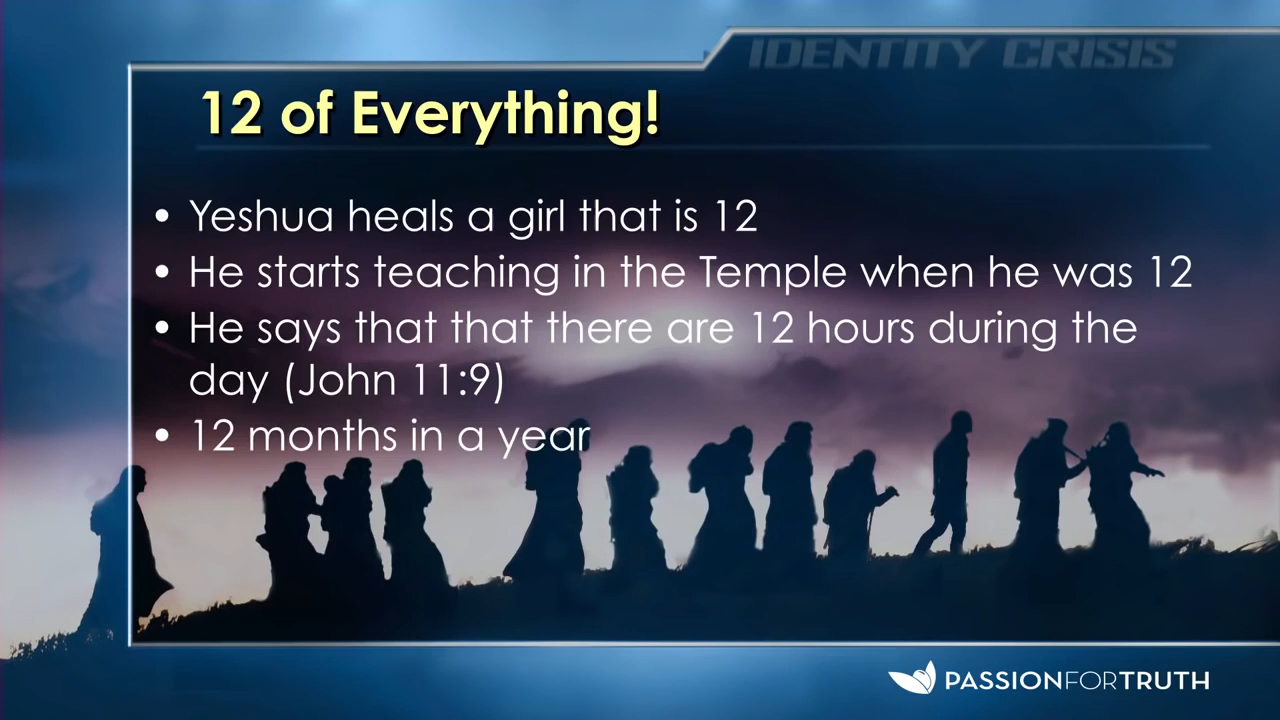 IDENTITY CRISIS
12 of Everything!
• Yeshua heals a girl that is 12
• He starts teaching in the Temple when he was 12
• He says that that there are 12 hours during the
day (John 11:9)
• 12 months in a year
PASSIONFORTRUTH